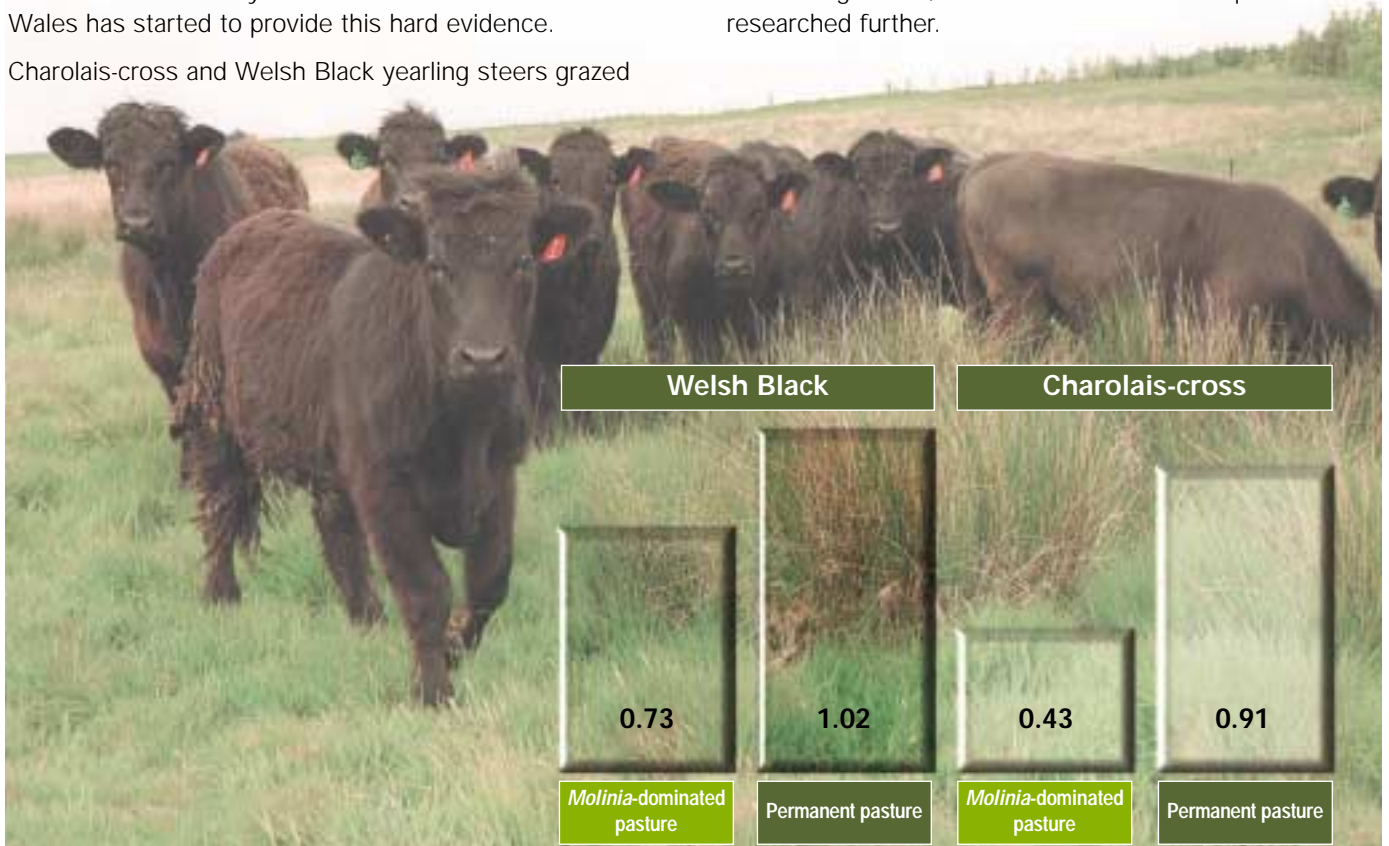 Wales has started to provide this hard evidence.
Charolais-cross and Welsh Black yearling steers grazed
researched further.
Welsh Black
Charolais-cross
0.73
1.02
0.43
0.91
Molinia-dominated
pasture
Permanent pasture
Molinia-dominated
pasture
Permanent pasture